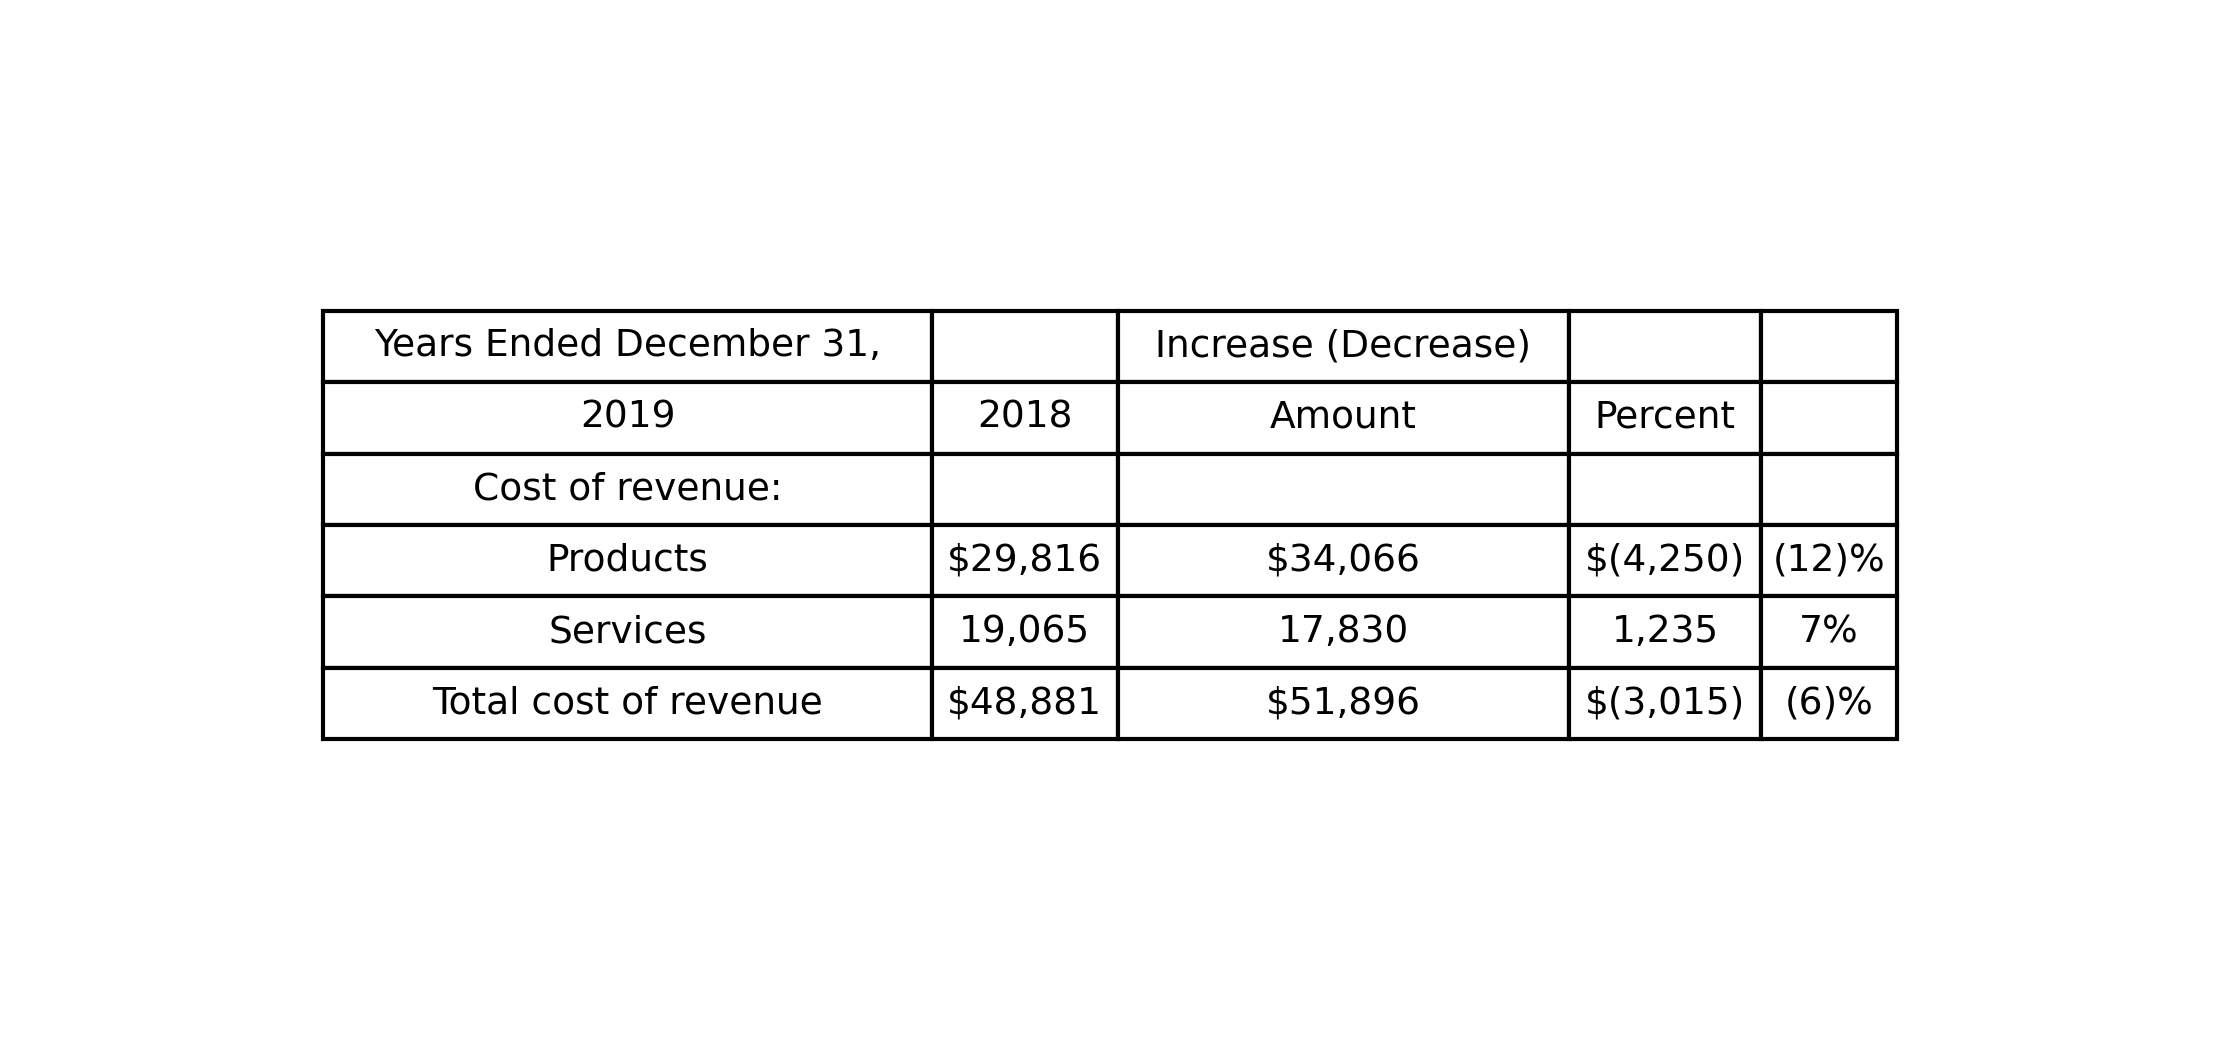 Years Ended December 31, Increase (Decrease)
2019 2018 Amount Percent
Cost of revenue:
Products $29,816 $34,066 $(4,250) (12)%
Services 19,065 17,830 1,235 7%
Total cost of revenue $48,881 $51,896 $(3,015) (6)%